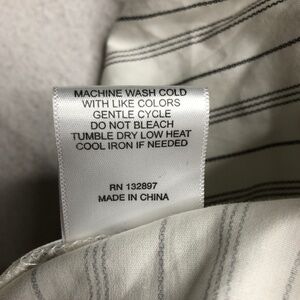 MACHINE WASH COLD
WITH LIKE COLORS
GENTLE CYCLE
DO NOT BLEACH
TUMBLE DRY LOW HEAT
COOL IRON IF NEEDED
RN 132897
MADE IN CHINA